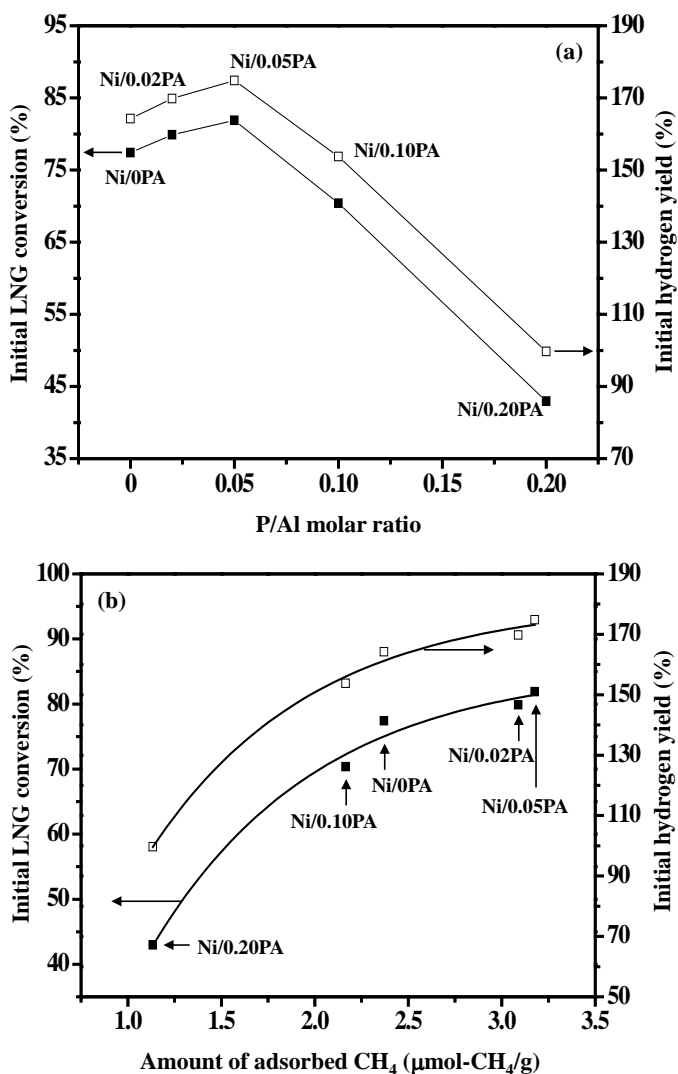 95
190
(a)
Ni/0.05PA
Ni/0.02PA
85
170
75
150
Ni/0PA
Ni/0.10PA
65
130
55
110
45
90
Ni/0.20PA
35
70
0
0.05
0.10
0.15
0.20
P/Al molar ratio
Initial LNG conversion (%)
Initial hydrogen yield (%)
100
190
(b)
90
170
80
150
Ni/0.02PA
70
130
Ni/0PA
Ni/0.10PA
Ni/0.05PA
60
110
50
90
Ni/0.20PA
40
70
50
1.0
1.5
2.0
2.5
3.0
3.5
Amount of adsorbed CH₄ (μmol-CH₄/g)
Initial LNG conversion (%)
Initial hydrogen yield (%)